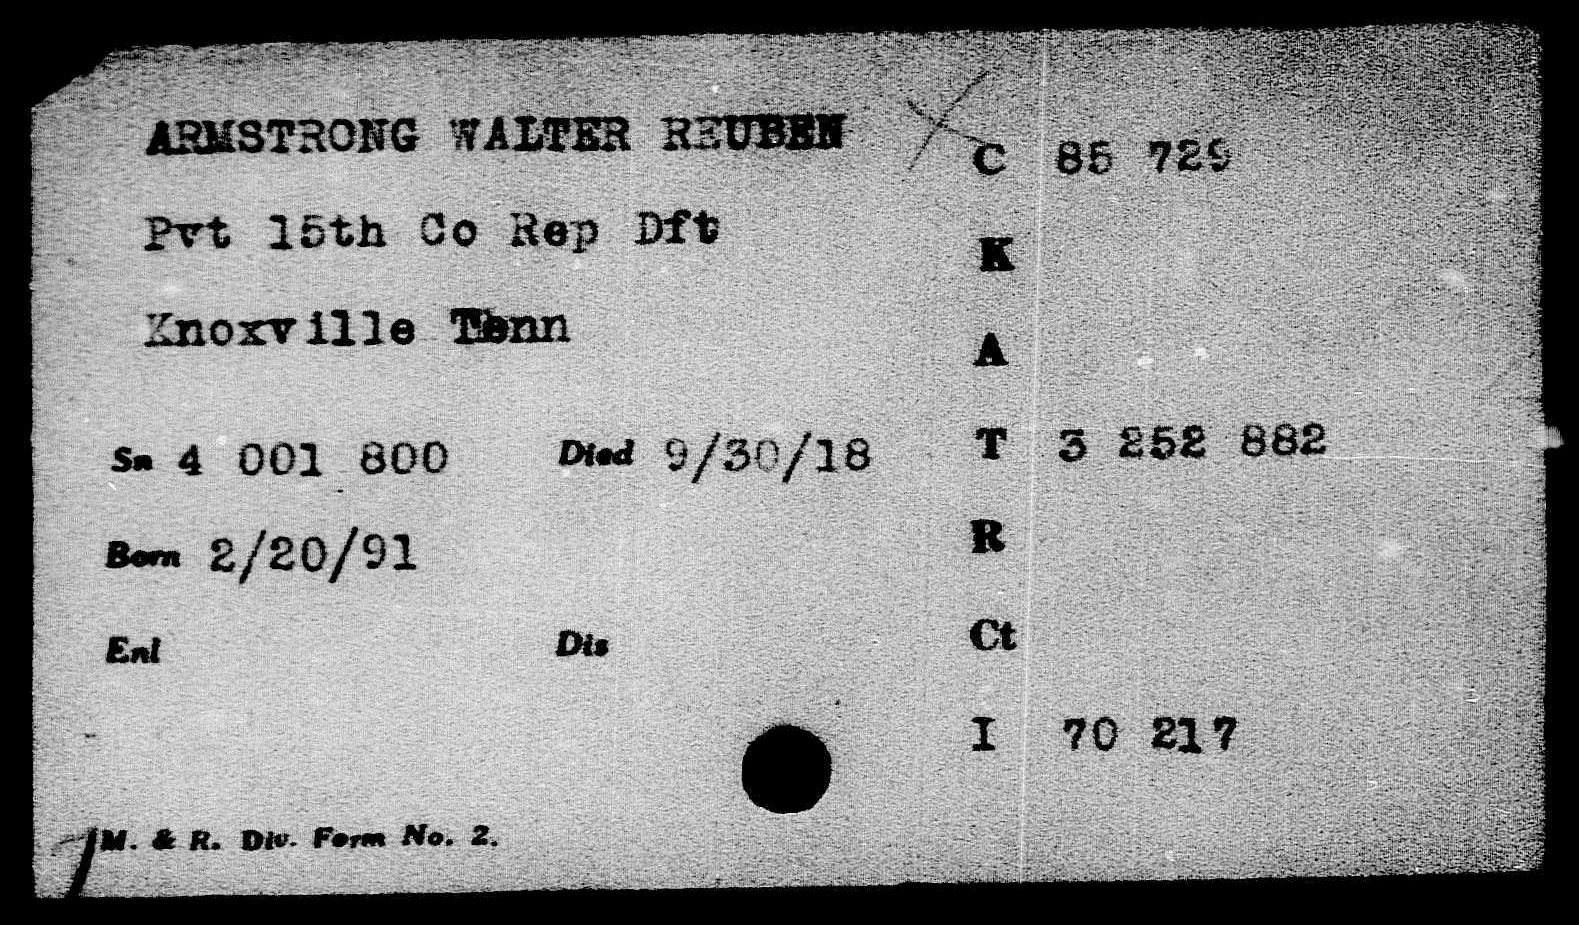 ARMSTRONG WALTER REUBEN
Pvt 15th Co Rep Dft
Knoxville Tenn
Sn 4 001 800 Died 9/30/18
Born 2/20/91
Enl Dis
M. & R. Div. Form No. 2.
C 85 729
K
A
T 3 252 882
R
Ct
I 70 217